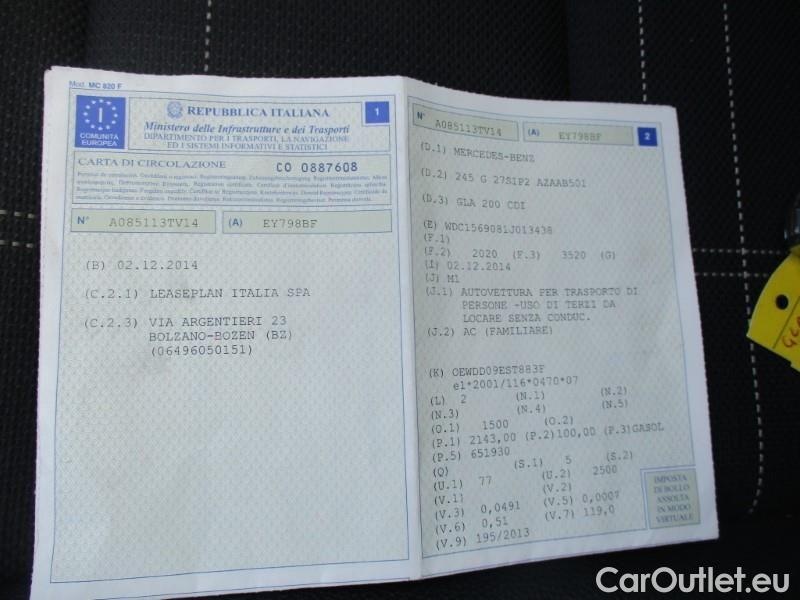 Mod. MC 820 F
I
COMUNITÀ
EUROPEA
REPUBBLICA ITALIANA
1
Ministero delle Infrastrutture e dei Trasporti
DIPARTIMENTO PER I TRASPORTI, LA NAVIGAZIONE
ED I SISTEMI INFORMATIVI E STATISTICI
CARTA DI CIRCOLAZIONE CO 0887608
N° A085113TV14 (A) EY798BF
(B) 02.12.2014
(C.2.1) LEASEPLAN ITALIA SPA
(C.2.3) VIA ARGENTIERI 23
BOLZANO-BOZEN (BZ)
(06496050151)
N° A085113TV14 (A) EY798BF 2
(D.1) MERCEDES-BENZ
(D.2) 245 G 27S1P2 AZAAB501
(D.3) GLA 200 CDI
(E) WDC1569081J013438
(F.1)
(F.2) 2020 (F.3) 3520 (G)
(I) 02.12.2014
(J) M1
(J.1) AUTOVETTURA PER TRASPORTO DI
PERSONE -USO DI TERZI DA
LOCARE SENZA CONDUC.
(J.2) AC (FAMILIARE)
(K) OEWDD09EST883F
e1*2001/116*0470*07
(L) 2 (N.1) (N.2)
(N.3) (N.4) (N.5)
(O.1) 1500 (O.2)
(P.1) 2143,00 (P.2)100,00 (P.3)GASOL
(P.5) 651930
(Q) (S.1) 5 (S.2)
(U.1) 77 (U.2) 2500
(V.1) (V.2)
(V.3) 0,0491 (V.5) 0,0007
(V.6) 0,51 (V.7) 119,0
(V.9) 195/2013
IMPOSTA
DI BOLLO
ASSOLTA
IN MODO
VIRTUALE
CarOutlet.eu